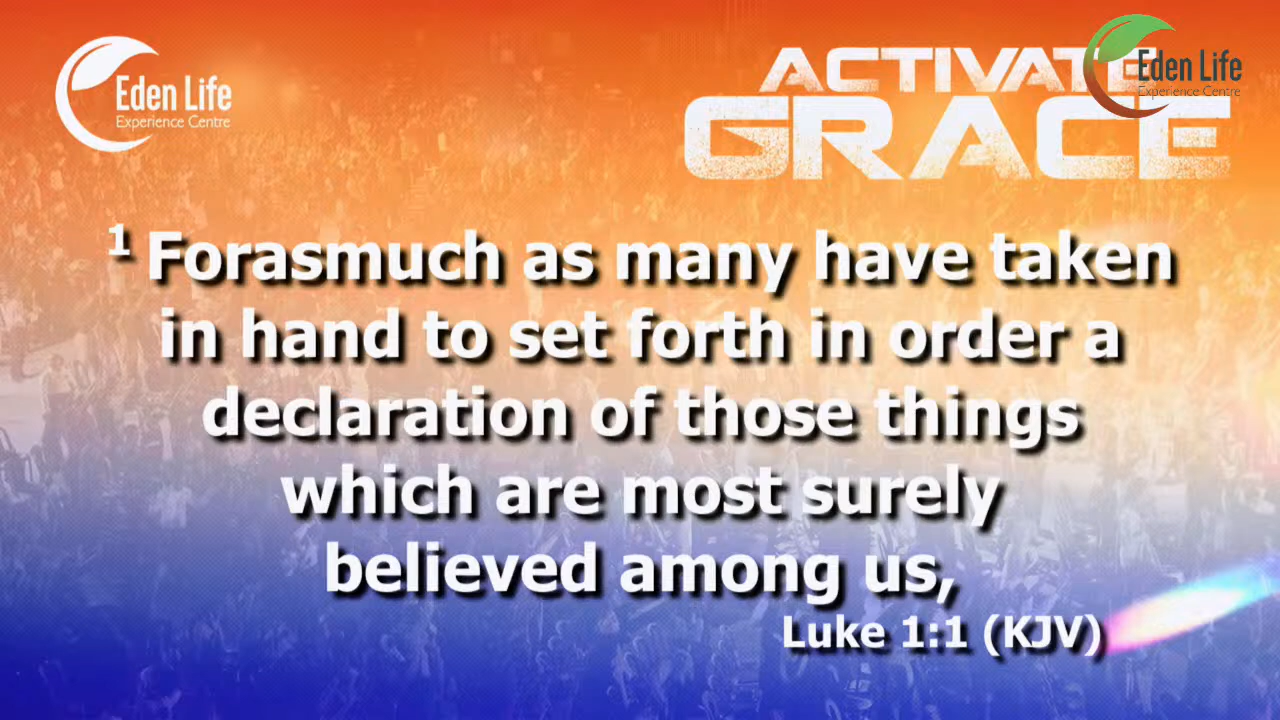 Eden Life
Experience Centre
ACTIVATE
GRACE
Eden Life
Experience Centre
1 Forasmuch as many have taken
in hand to set forth in order a
declaration of those things
which are most surely
believed among us,
Luke 1:1 (KJV)